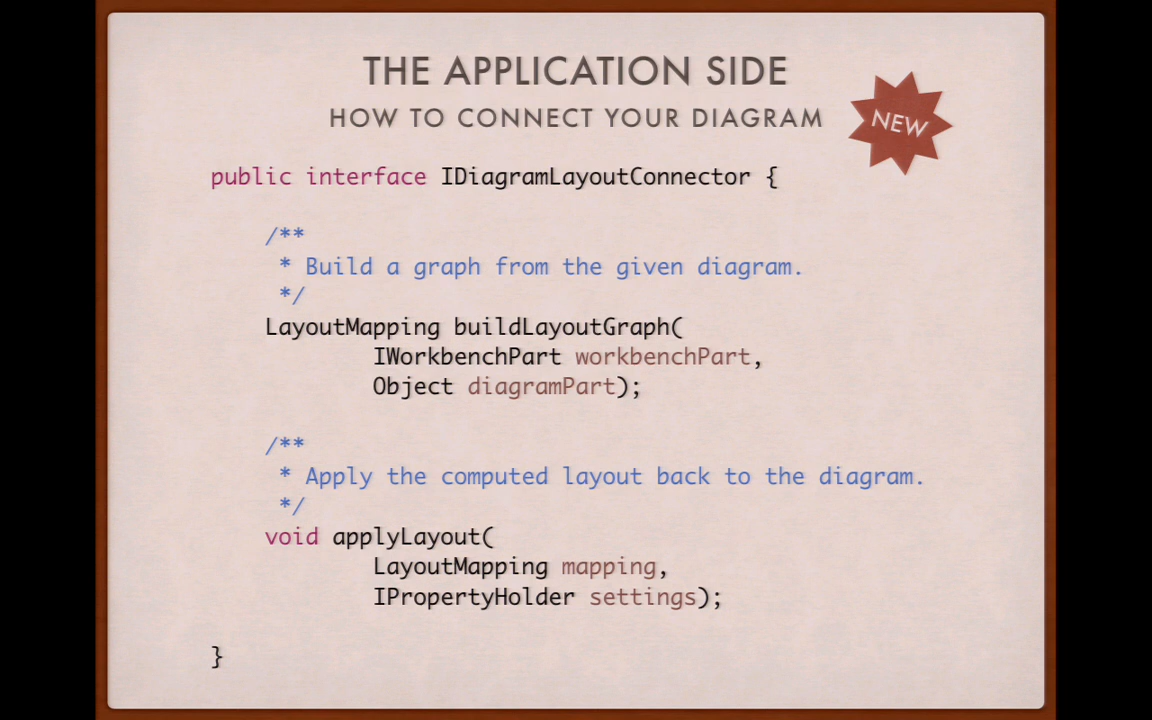 THE APPLICATION SIDE
HOW TO CONNECT YOUR DIAGRAM
NEW
public interface IDiagramLayoutConnector {
/**
* Build a graph from the given diagram.
*/
LayoutMapping buildLayoutGraph(
IWorkbenchPart workbenchPart,
Object diagramPart);
/**
* Apply the computed layout back to the diagram.
*/
void applyLayout(
LayoutMapping mapping,
IPropertyHolder settings);
}